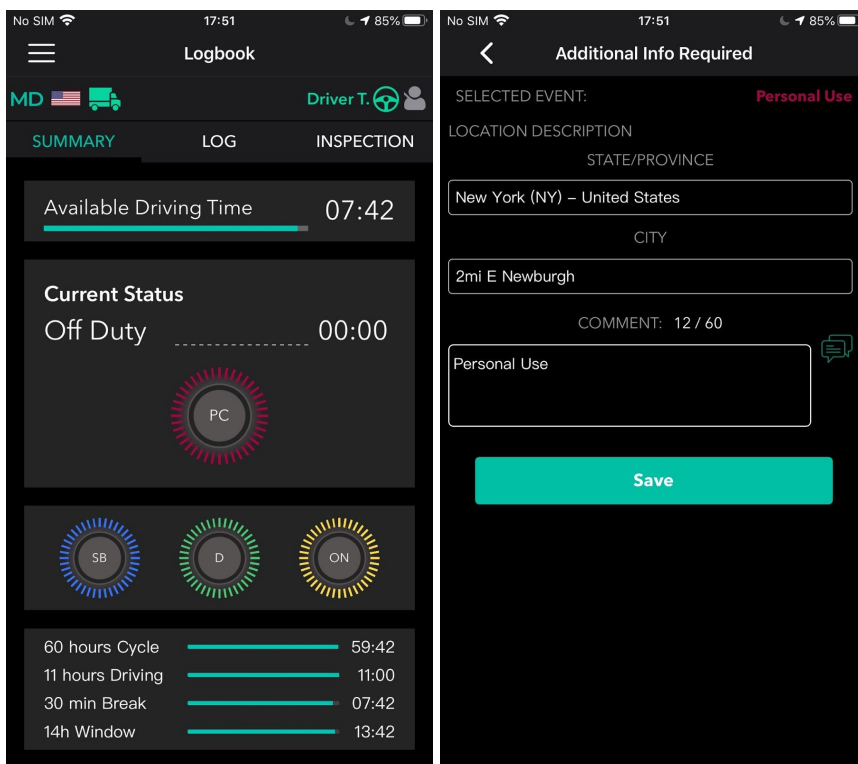 No SIM 17:51 85%
Logbook
MD Driver T.
SUMMARY LOG INSPECTION
Available Driving Time 07:42
Current Status
Off Duty 00:00
PC
SB D ON
60 hours Cycle 59:42
11 hours Driving 11:00
30 min Break 07:42
14h Window 13:42
No SIM 17:51 85%
Additional Info Required
SELECTED EVENT: Personal Use
LOCATION DESCRIPTION
STATE/PROVINCE
New York (NY) – United States
CITY
2mi E Newburgh
COMMENT: 12 / 60
Personal Use
Save